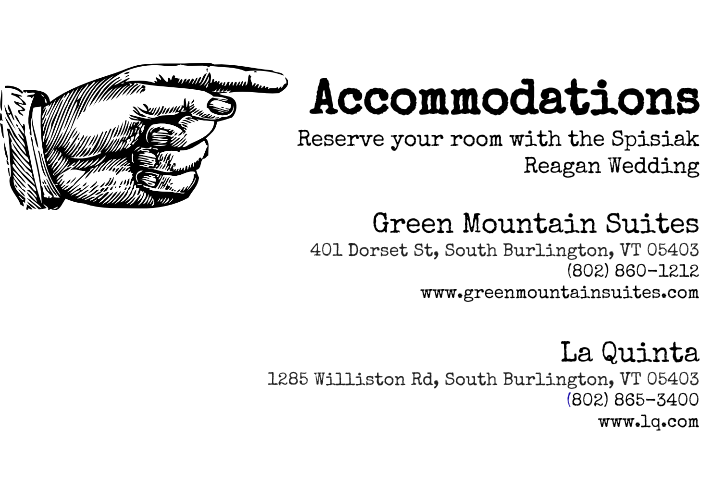 Accommodations
Reserve your room with the Spisiak
Reagan Wedding
Green Mountain Suites
401 Dorset St, South Burlington, VT 05403
(802) 860-1212
www.greenmountainsuites.com
La Quinta
1285 Williston Rd, South Burlington, VT 05403
(802) 865-3400
www.lq.com